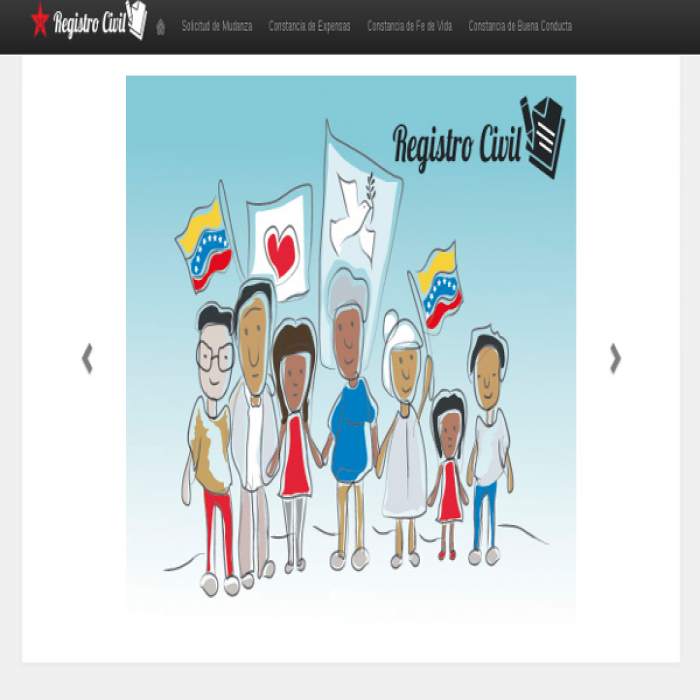 Registro Civil
Solicitud de Mudanza
Constancia de Expensas
Constancia de Fe de Vida
Constancia de Buena Conducta
Registro Civil